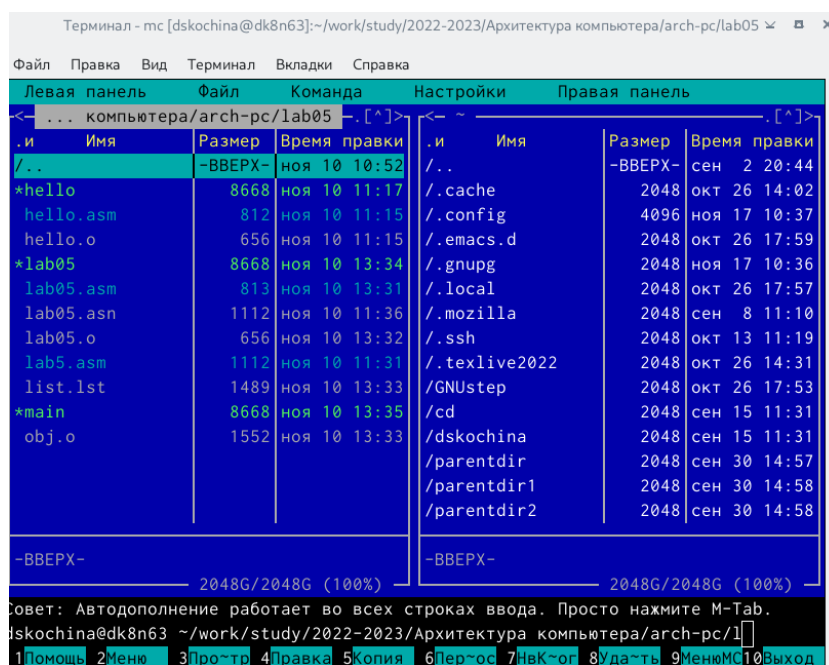 Терминал - mc [dskochina@dk8n63]:~/work/study/2022-2023/Архитектура компьютера/arch-pc/lab05
Файл Правка Вид Терминал Вкладки Справка
Левая панель Файл Команда Настройки Правая панель
<— ... компьютера/arch-pc/lab05 —.[^]> <— ~ .[^]>
.и Имя Размер Время правки .и Имя Размер Время правки
/.. -ВВЕРХ- ноя 10 10:52 /.. -ВВЕРХ- сен 2 20:44
*hello 8668 ноя 10 11:17 /.cache 2048 окт 26 14:02
hello.asm 812 ноя 10 11:15 /.config 4096 ноя 17 10:37
hello.o 656 ноя 10 11:15 /.emacs.d 2048 окт 26 17:59
*lab05 8668 ноя 10 13:34 /.gnupg 2048 ноя 17 10:36
lab05.asm 813 ноя 10 13:31 /.local 2048 окт 26 17:57
lab05.asn 1112 ноя 10 11:36 /.mozilla 2048 сен 8 11:10
lab05.o 656 ноя 10 13:32 /.ssh 2048 окт 13 11:19
lab5.asm 1112 ноя 10 11:31 /.texlive2022 2048 окт 26 14:31
list.lst 1489 ноя 10 13:33 /GNUstep 2048 окт 26 17:53
*main 8668 ноя 10 13:35 /cd 2048 сен 15 11:31
obj.o 1552 ноя 10 13:33 /dskochina 2048 сен 15 11:31
/parentdir 2048 сен 30 14:57
/parentdir1 2048 сен 30 14:58
/parentdir2 2048 сен 30 14:58
-ВВЕРХ- -ВВЕРХ-
2048G/2048G (100%) 2048G/2048G (100%)
Совет: Автодополнение работает во всех строках ввода. Просто нажмите M-Tab.
dskochina@dk8n63 ~/work/study/2022-2023/Архитектура компьютера/arch-pc/l
1Помощь 2Меню 3Про~тр 4Правка 5Копия 6Пер~ос 7НвК~ог 8Уда~ть 9МенюMC 10Выход